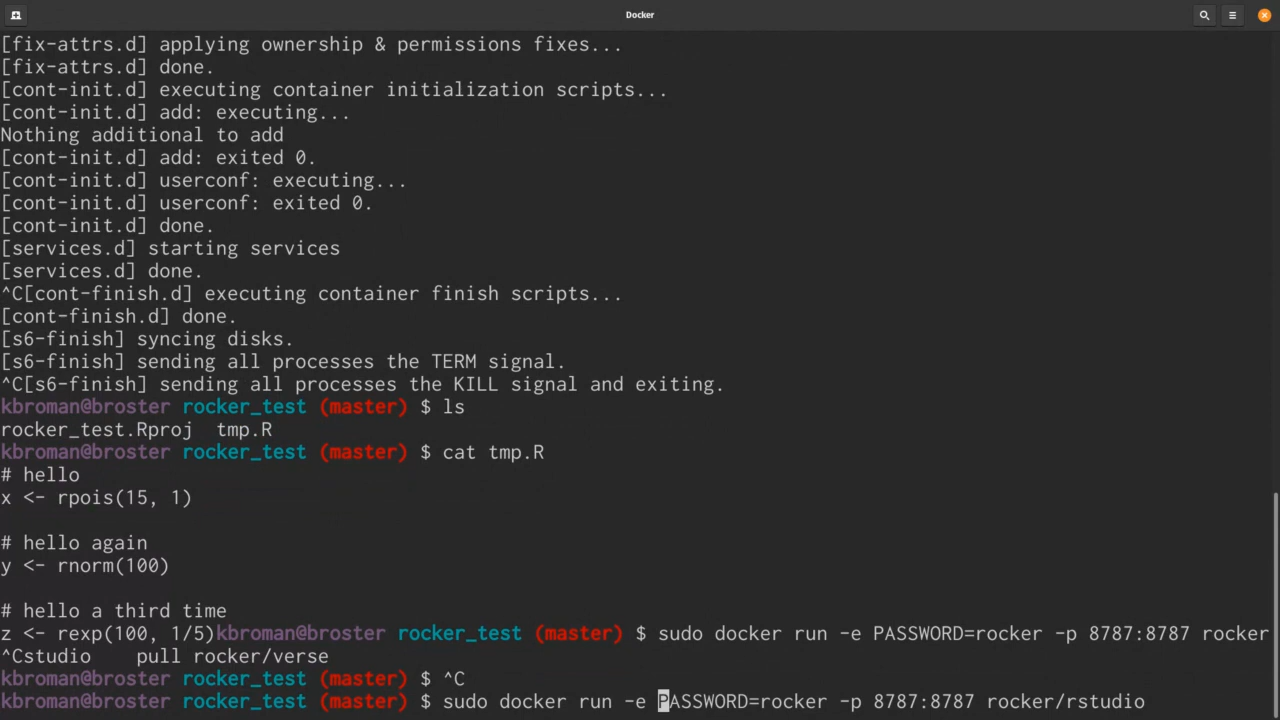 Docker
[fix-attrs.d] applying ownership & permissions fixes...
[fix-attrs.d] done.
[cont-init.d] executing container initialization scripts...
[cont-init.d] add: executing...
Nothing additional to add
[cont-init.d] add: exited 0.
[cont-init.d] userconf: executing...
[cont-init.d] userconf: exited 0.
[cont-init.d] done.
[services.d] starting services
[services.d] done.
^C[cont-finish.d] executing container finish scripts...
[cont-finish.d] done.
[s6-finish] syncing disks.
[s6-finish] sending all processes the TERM signal.
^C[s6-finish] sending all processes the KILL signal and exiting.
kbroman@broster rocker_test (master) $ ls
rocker_test.Rproj  tmp.R
kbroman@broster rocker_test (master) $ cat tmp.R
# hello
x <- rpois(15, 1)
# hello again
y <- rnorm(100)
# hello a third time
z <- rexp(100, 1/5)kbroman@broster rocker_test (master) $ sudo docker run -e PASSWORD=rocker -p 8787:8787 rocker
^Cstudio    pull rocker/verse
kbroman@broster rocker_test (master) $ ^C
kbroman@broster rocker_test (master) $ sudo docker run -e PASSWORD=rocker -p 8787:8787 rocker/rstudio